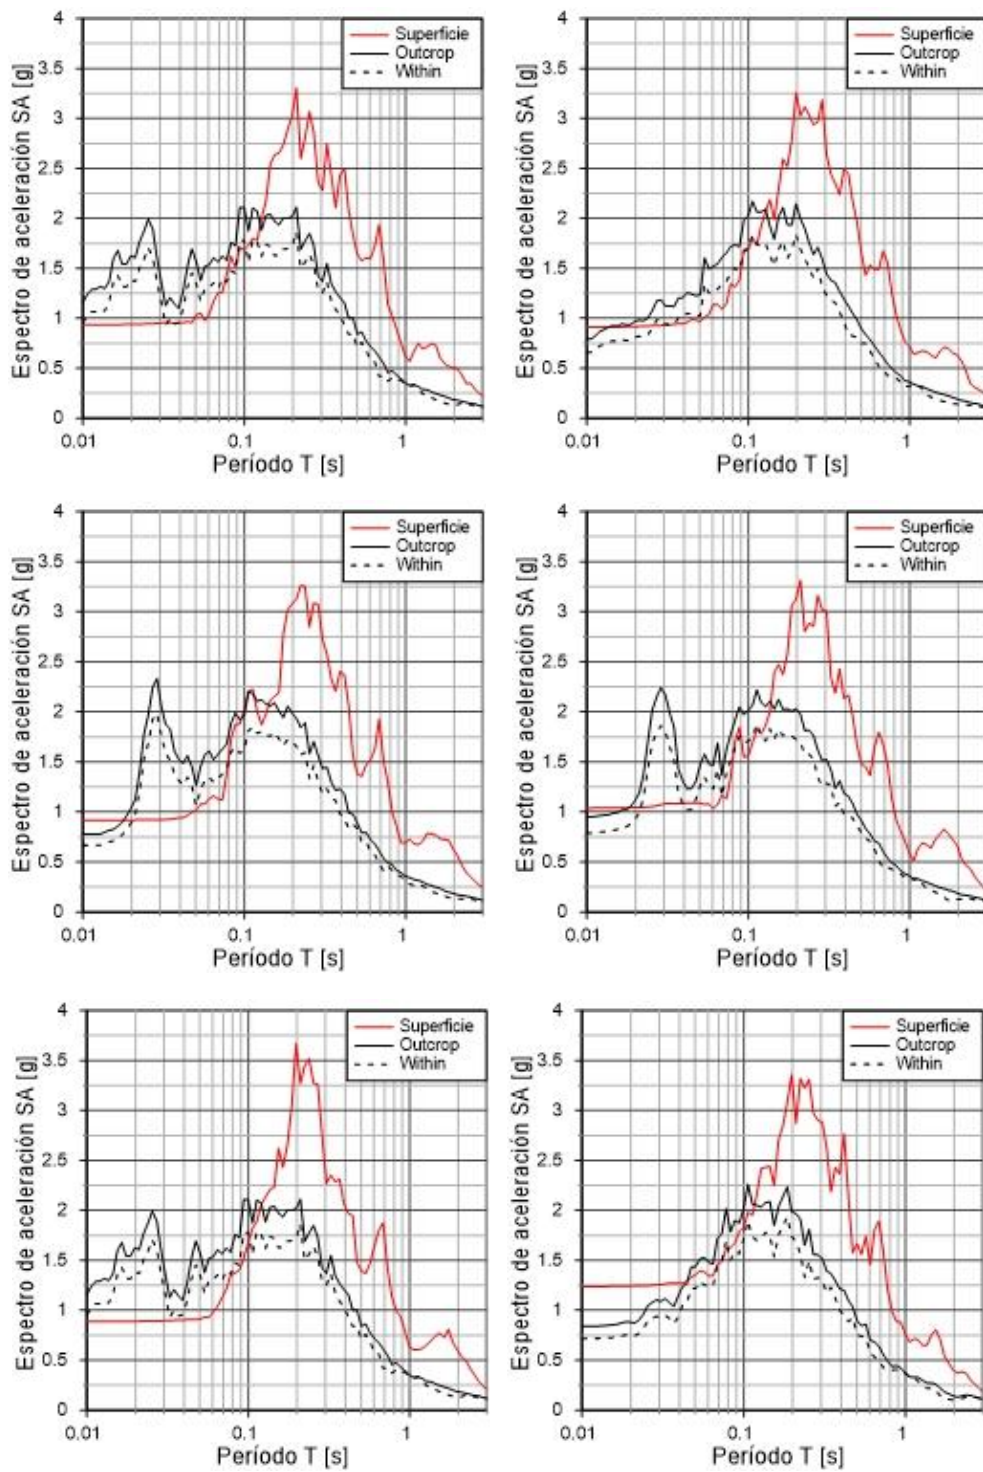 4
3.5
3
2.5
2
1.5
1
0.5
0
Espectro de aceleración SA [g]
Superficie
Outcrop
Within
0.01
0.1
1
Período T [s]
4
3.5
3
2.5
2
1.5
1
0.5
0
Espectro de aceleración SA [g]
Superficie
Outcrop
Within
0.01
0.1
1
Período T [s]
4
3.5
3
2.5
2
1.5
1
0.5
0
Espectro de aceleración SA [g]
Superficie
Outcrop
Within
0.01
0.1
1
Período T [s]
4
3.5
3
2.5
2
1.5
1
0.5
0
Espectro de aceleración SA [g]
Superficie
Outcrop
Within
0.01
0.1
1
Período T [s]
4
3.5
3
2.5
2
1.5
1
0.5
0
Espectro de aceleración SA [g]
Superficie
Outcrop
Within
0.01
0.1
1
Período T [s]
4
3.5
3
2.5
2
1.5
1
0.5
0
Espectro de aceleración SA [g]
Superficie
Outcrop
Within
0.01
0.1
1
Período T [s]